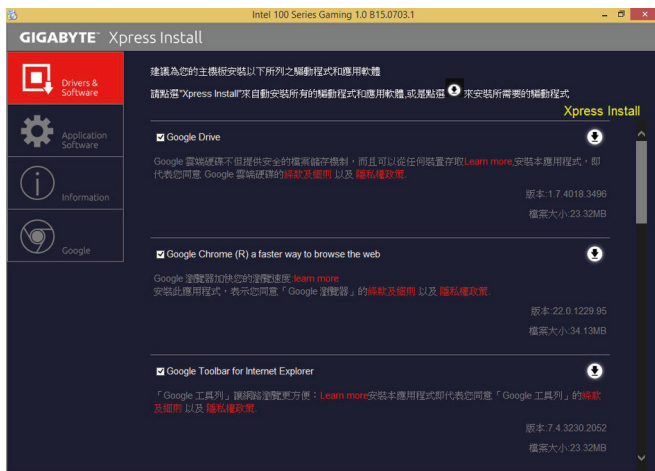 Intel 100 Series Gaming 1.0 B15.0703.1
GIGABYTE™ Xpress Install
Drivers & Software
Application Software
Information
Google
建議為您的主機板安裝以下所列之驅動程式和應用軟體
請點選"Xpress Install"來自動安裝所有的驅動程式和應用軟體,或是點選 來安裝所需要的驅動程式
Xpress Install
Google Drive
Google 雲端硬碟不但提供安全的檔案儲存機制，而且可以從任何裝置存取Learn more.安裝本應用程式，即
代表您同意 Google 雲端硬碟的條款及細則 以及 隱私權政策.
版本:1.7.4018.3496
檔案大小:23.32MB
Google Chrome (R) a faster way to browse the web
Google 瀏覽器加快您的瀏覽速度.learn more
安裝此應用程式，表示您同意「Google 瀏覽器」的條款及細則 以及 隱私權政策.
版本:22.0.1229.95
檔案大小:34.13MB
Google Toolbar for Internet Explorer
「Google 工具列」讓網路瀏覽更方便：Learn more安裝本應用程式即代表您同意「Google 工具列」的條款
及細則 以及 隱私權政策.
版本:7.4.3230.2052
檔案大小:23.32MB